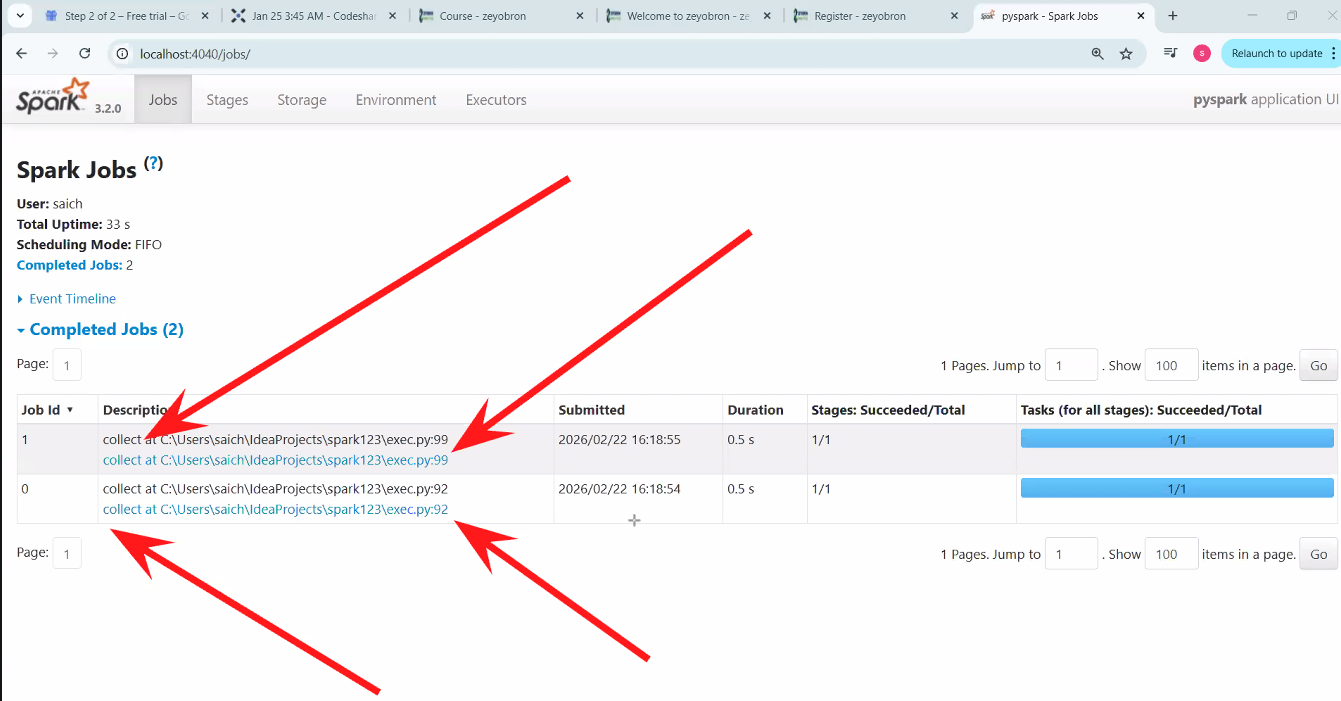 Step 2 of 2 – Free trial – Go
Jan 25 3:45 AM - Codeshar
Course - zeyobron
Welcome to zeyobron - ze
Register - zeyobron
pyspark - Spark Jobs
localhost:4040/jobs/
S
Relaunch to update
APACHE
Spark 3.2.0
Jobs
Stages
Storage
Environment
Executors
pyspark application UI
Spark Jobs (?)
User: saich
Total Uptime: 33 s
Scheduling Mode: FIFO
Completed Jobs: 2
Event Timeline
Completed Jobs (2)
Page: 1
1 Pages. Jump to 1 . Show 100 items in a page. Go
Job Id ▾ Descriptio Submitted Duration Stages: Succeeded/Total Tasks (for all stages): Succeeded/Total
1 collect at C:\Users\saich\IdeaProjects\spark123\exec.py:99 2026/02/22 16:18:55 0.5 s 1/1 1/1
collect at C:\Users\saich\IdeaProjects\spark123\exec.py:99
0 collect at C:\Users\saich\IdeaProjects\spark123\exec.py:92 2026/02/22 16:18:54 0.5 s 1/1 1/1
collect at C:\Users\saich\IdeaProjects\spark123\exec.py:92
Page: 1
1 Pages. Jump to 1 . Show 100 items in a page. Go